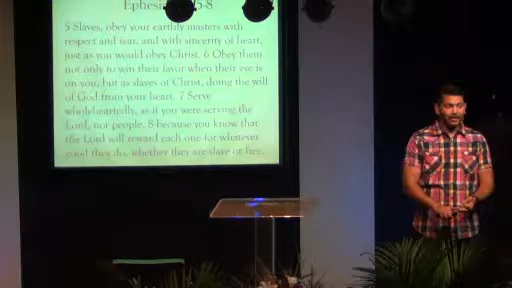 5-8
5 Slaves, obey your earthly masters with
respect and fear, and with sincerity of heart,
just as you would obey Christ. 6 Obey them
not only to win their favor when their eye is
on you, but as slaves of Christ, doing the will
of God from your heart. 7 Serve
wholeheartedly, as if you were serving the
Lord, not people, 8 because you know that
the Lord will reward each one for whatever
good they do, whether they are slave or free.